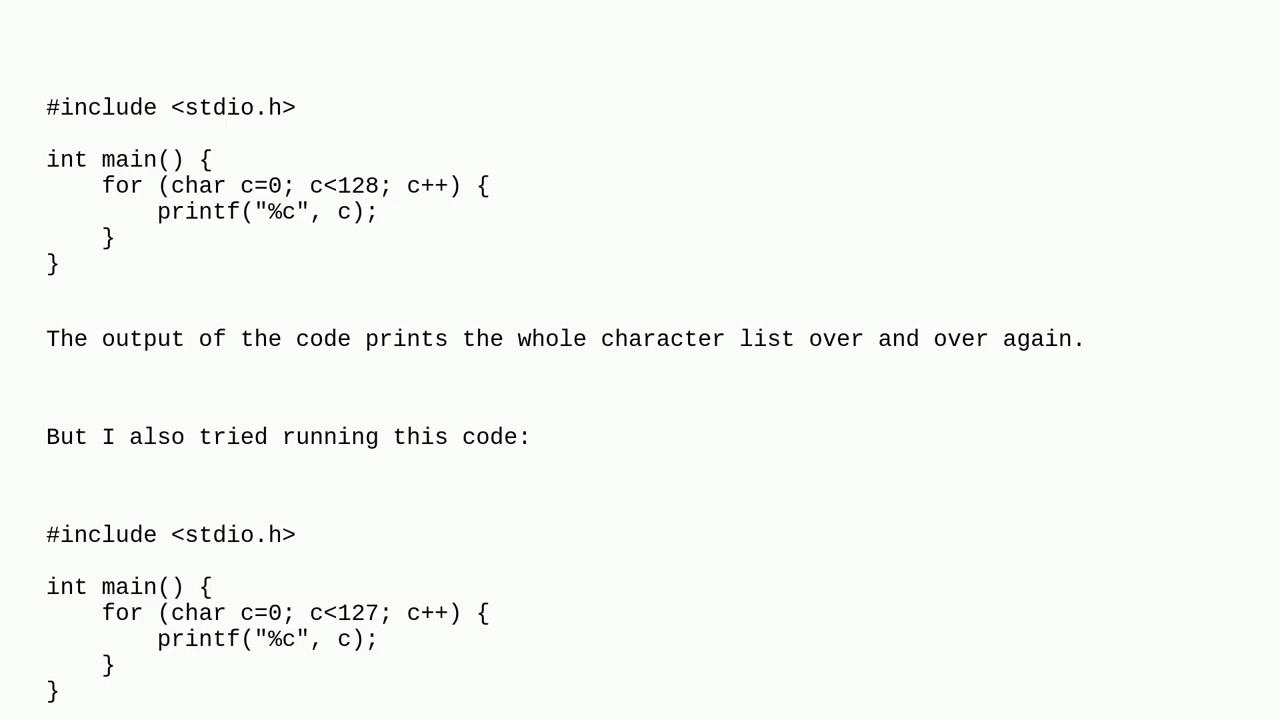 #include <stdio.h>
int main() {
    for (char c=0; c<128; c++) {
        printf("%c", c);
    }
}
The output of the code prints the whole character list over and over again.
But I also tried running this code:
#include <stdio.h>
int main() {
    for (char c=0; c<127; c++) {
        printf("%c", c);
    }
}